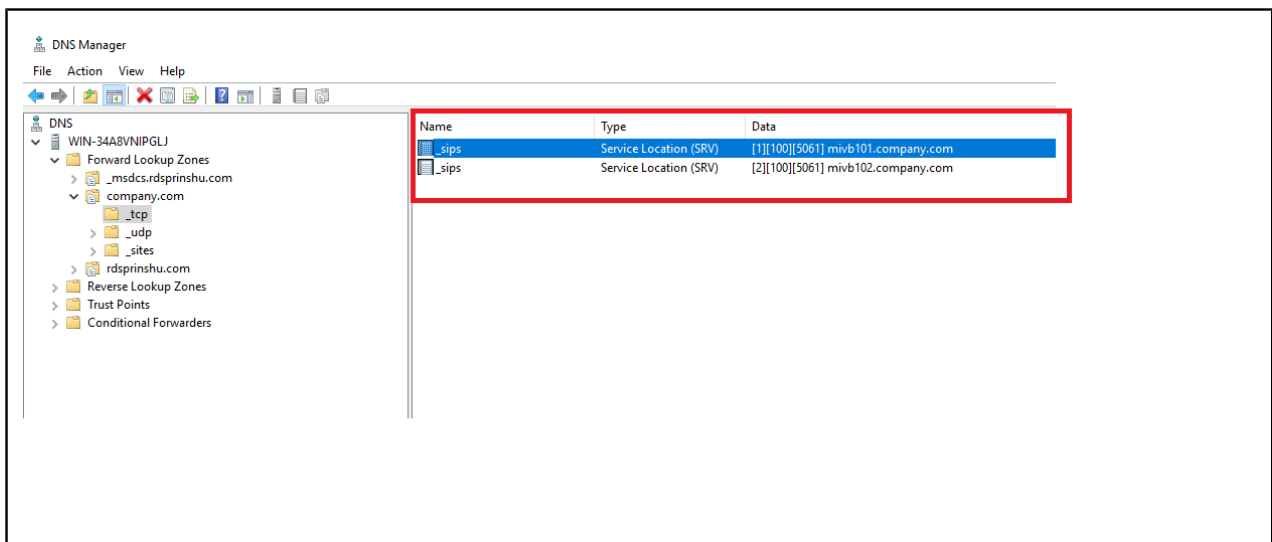 DNS Manager
File Action View Help
DNS
WIN-34A8VNIPGLJ
Forward Lookup Zones
_msdcs.rdsprinshu.com
company.com
_tcp
_udp
_sites
rdsprinshu.com
Reverse Lookup Zones
Trust Points
Conditional Forwarders
Name Type Data
_sips Service Location (SRV) [1][100][5061] mivb101.company.com
_sips Service Location (SRV) [2][100][5061] mivb102.company.com